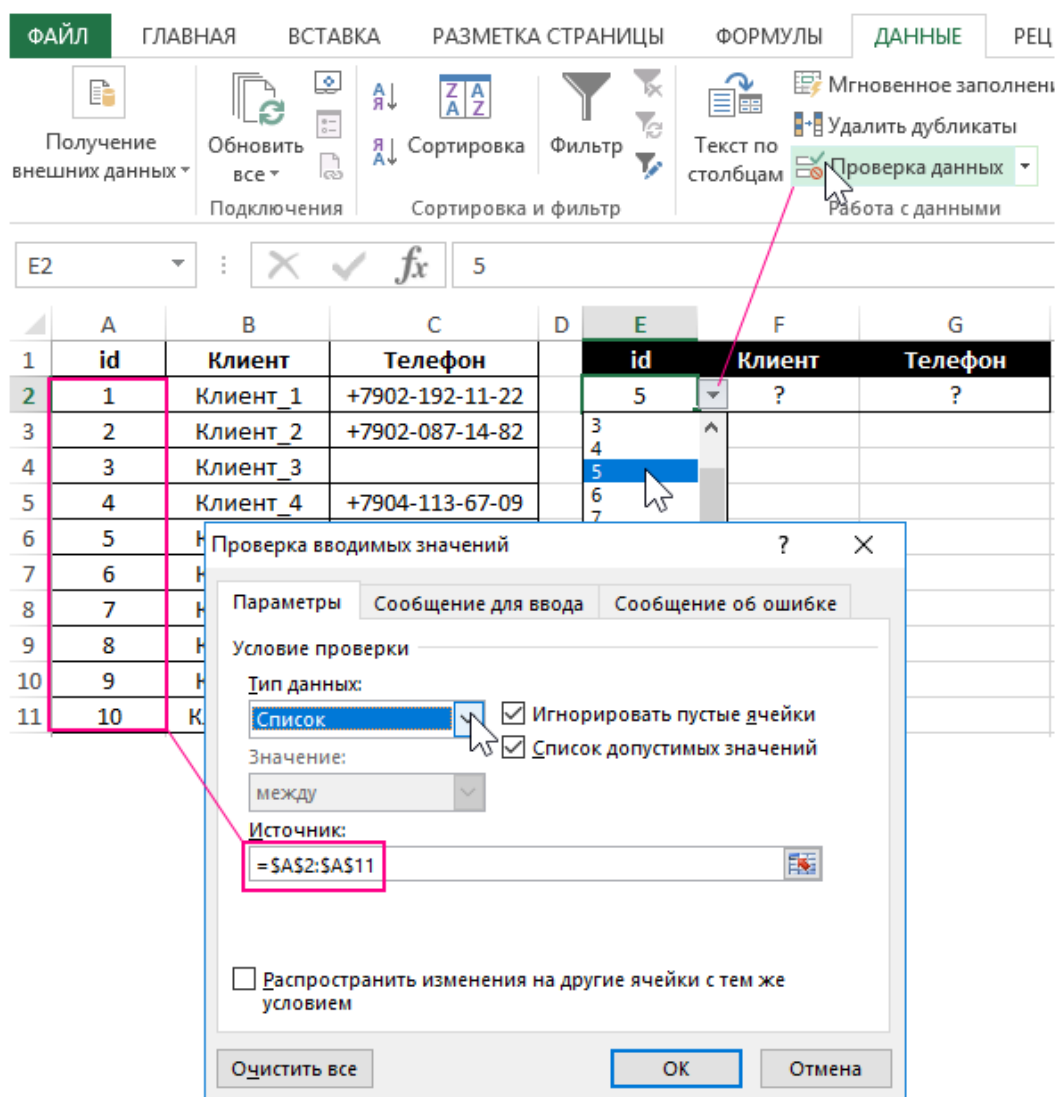 ФАЙЛ ГЛАВНАЯ ВСТАВКА РАЗМЕТКА СТРАНИЦЫ ФОРМУЛЫ ДАННЫЕ РЕЦ
Получение внешних данных
Обновить все
Подключения
А Я
Я А
Z A
A Z
Сортировка
Фильтр
Сортировка и фильтр
Текст по столбцам
Мгновенное заполнени
Удалить дубликаты
Проверка данных
Работа с данными
E2 fx 5
A B C D E F G
1 id Клиент Телефон id Клиент Телефон
2 1 Клиент_1 +7902-192-11-22 5 ? ?
3 2 Клиент_2 +7902-087-14-82 3
4
4 3 Клиент_3 5
5 4 Клиент_4 +7904-113-67-09 6
7
6 5 К
7 6 К
8 7 К
9 8 К
10 9 К
11 10 К
Проверка вводимых значений ?
Параметры Сообщение для ввода Сообщение об ошибке
Условие проверки
Тип данных:
Список Игнорировать пустые ячейки
Список допустимых значений
Значение:
между
Источник:
=$A$2:$A$11
Распространить изменения на другие ячейки с тем же
условием
Очистить все ОК Отмена